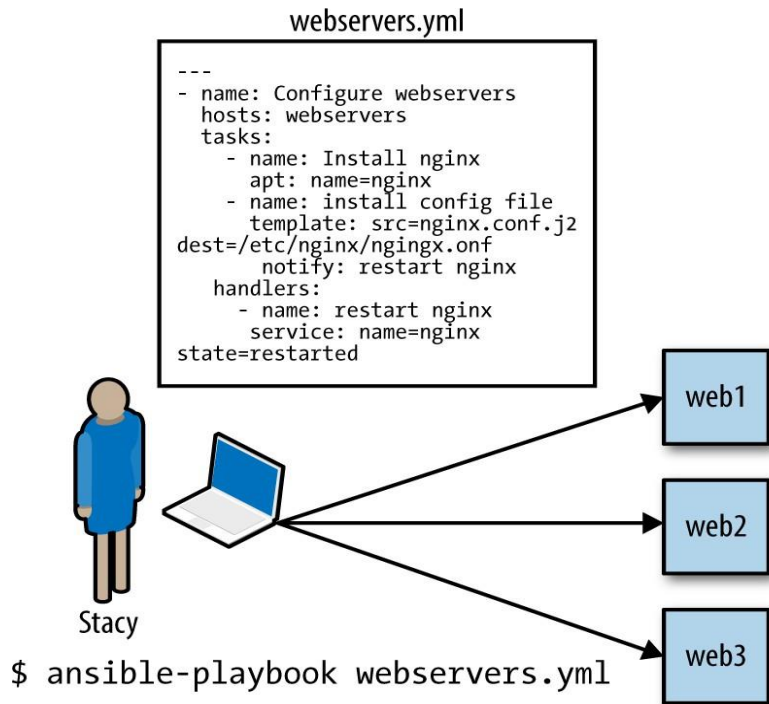 webservers.yml
---
- name: Configure webservers
  hosts: webservers
  tasks:
    - name: Install nginx
      apt: name=nginx
    - name: install config file
      template: src=nginx.conf.j2
dest=/etc/nginx/ngingx.onf
       notify: restart nginx
   handlers:
     - name: restart nginx
      service: name=nginx
state=restarted
web1
web2
Stacy
web3
$ ansible-playbook webservers.yml